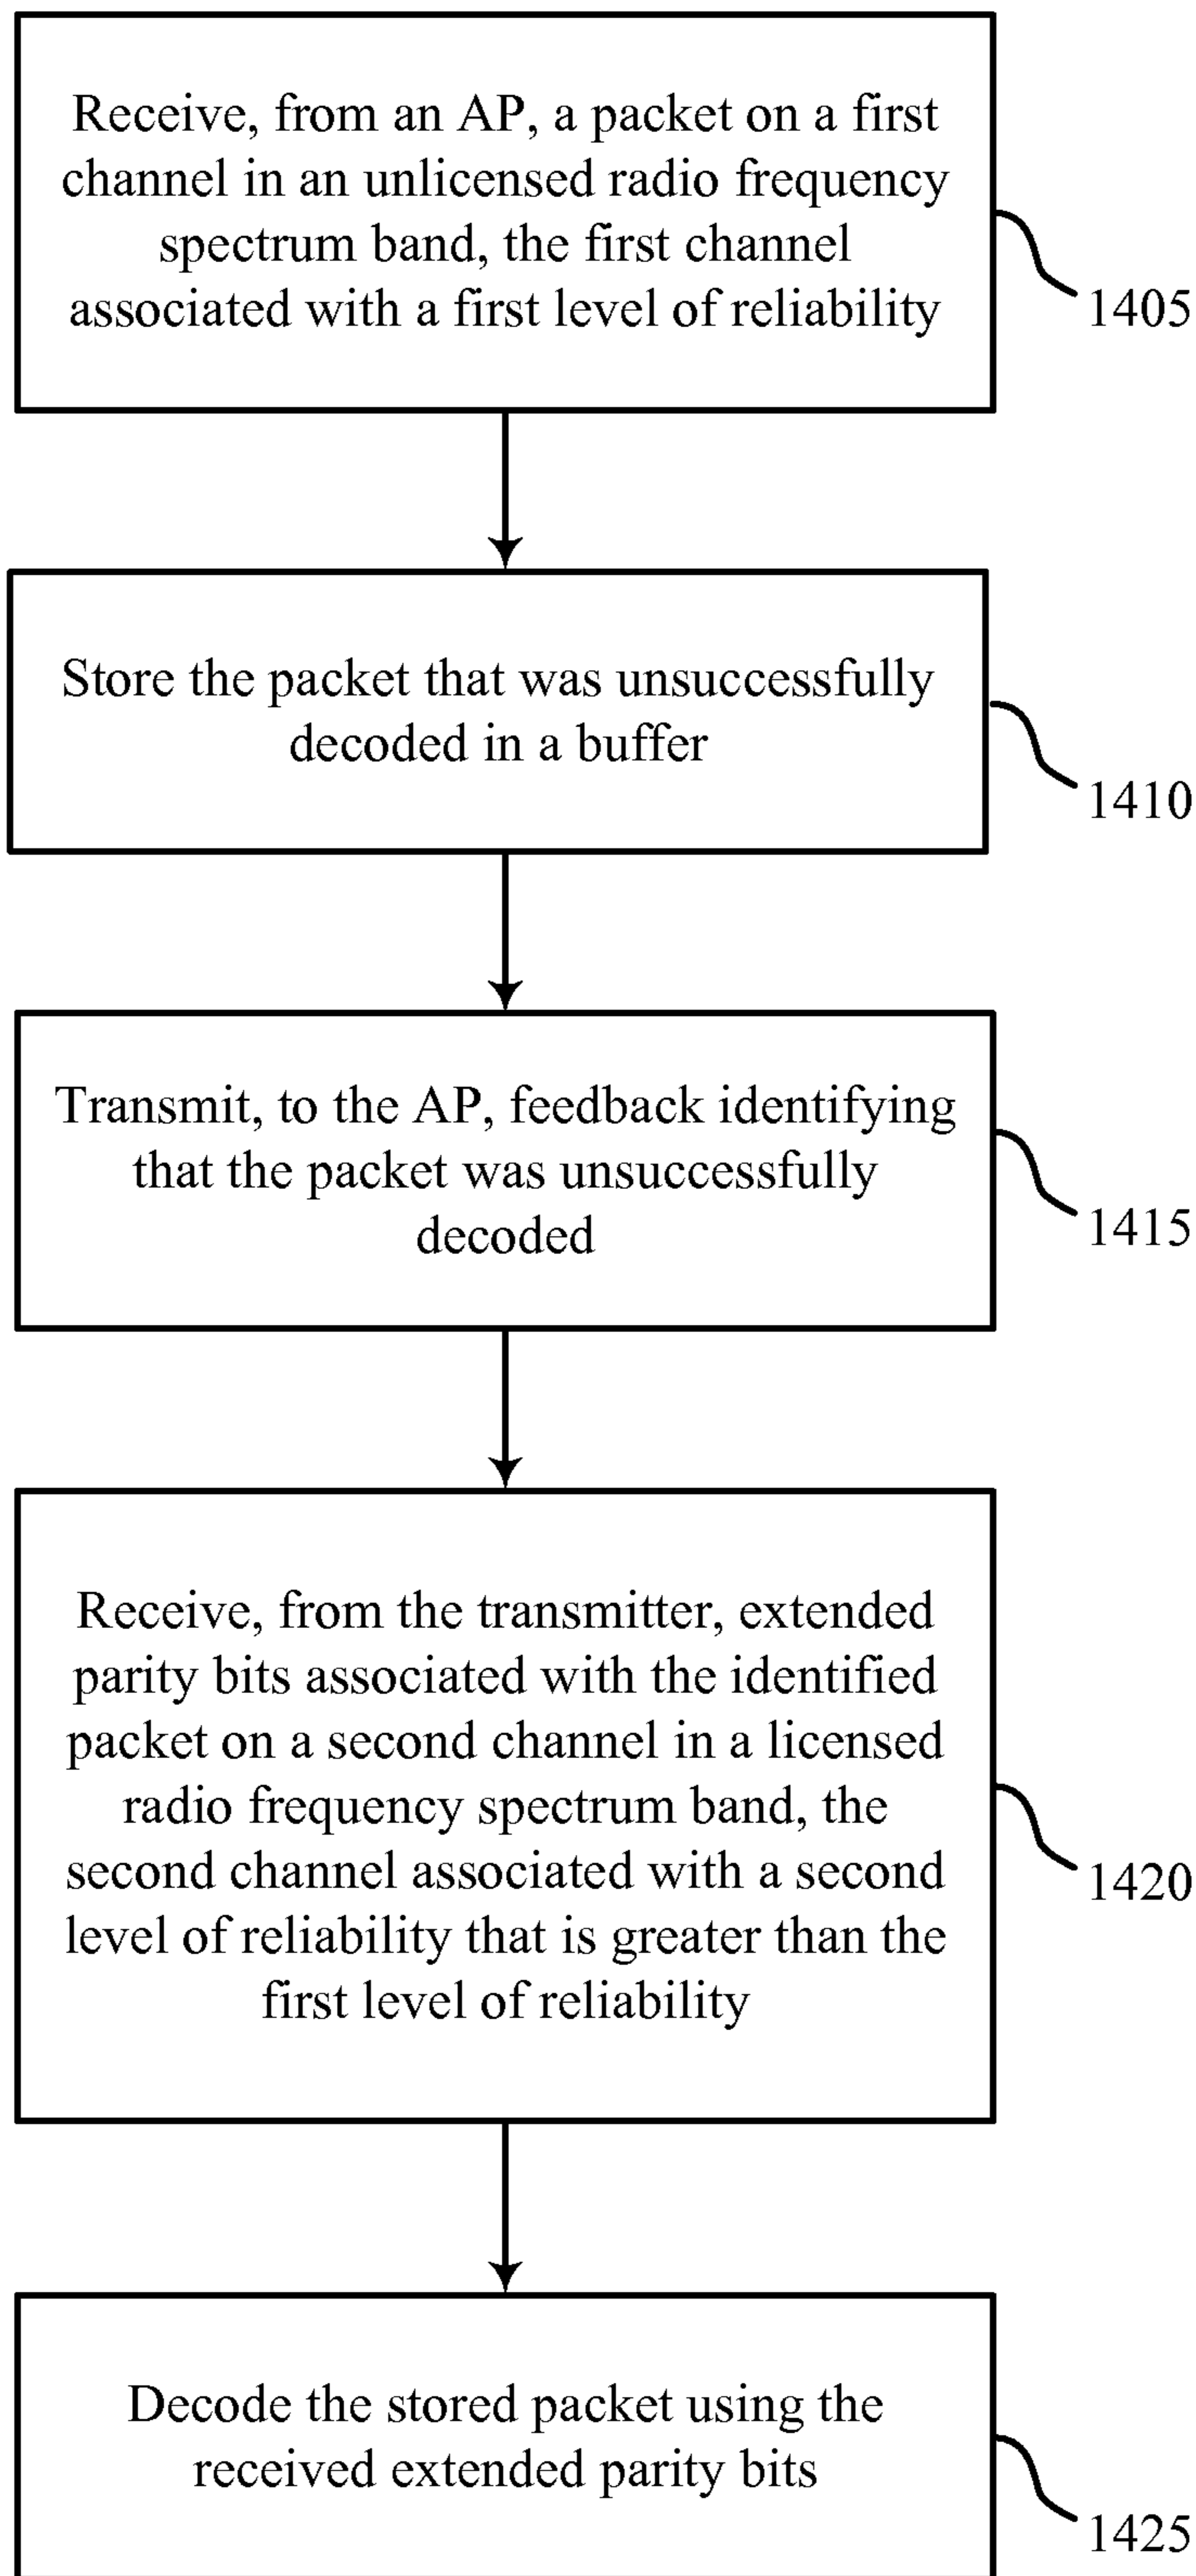 Receive, from an AP, a packet on a first
channel in an unlicensed radio frequency
spectrum band, the first channel
associated with a first level of reliability
1405
Store the packet that was unsuccessfully
decoded in a buffer
1410
Transmit, to the AP, feedback identifying
that the packet was unsuccessfully
decoded
1415
Receive, from the transmitter, extended
parity bits associated with the identified
packet on a second channel in a licensed
radio frequency spectrum band, the
second channel associated with a second
level of reliability that is greater than the
first level of reliability
1420
Decode the stored packet using the
received extended parity bits
1425